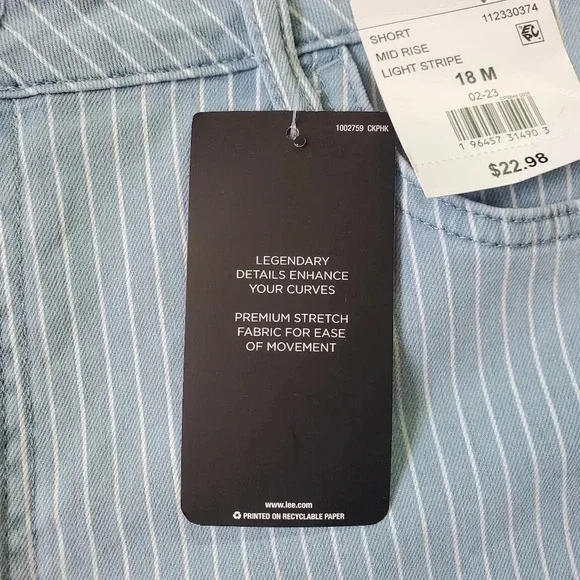 112330374
SHORT
MID RISE
LIGHT STRIPE
18 M
02-23
1 96457 31490 3
$22.98
1002759 CKPHK
LEGENDARY
DETAILS ENHANCE
YOUR CURVES
PREMIUM STRETCH
FABRIC FOR EASE
OF MOVEMENT
www.lee.com
PRINTED ON RECYCLABLE PAPER